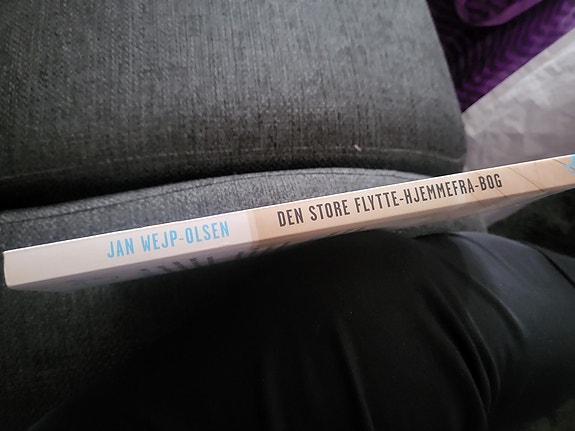 JAN WEJP-OLSEN DEN STORE FLYTTE-HJEMMEFRA-BOG